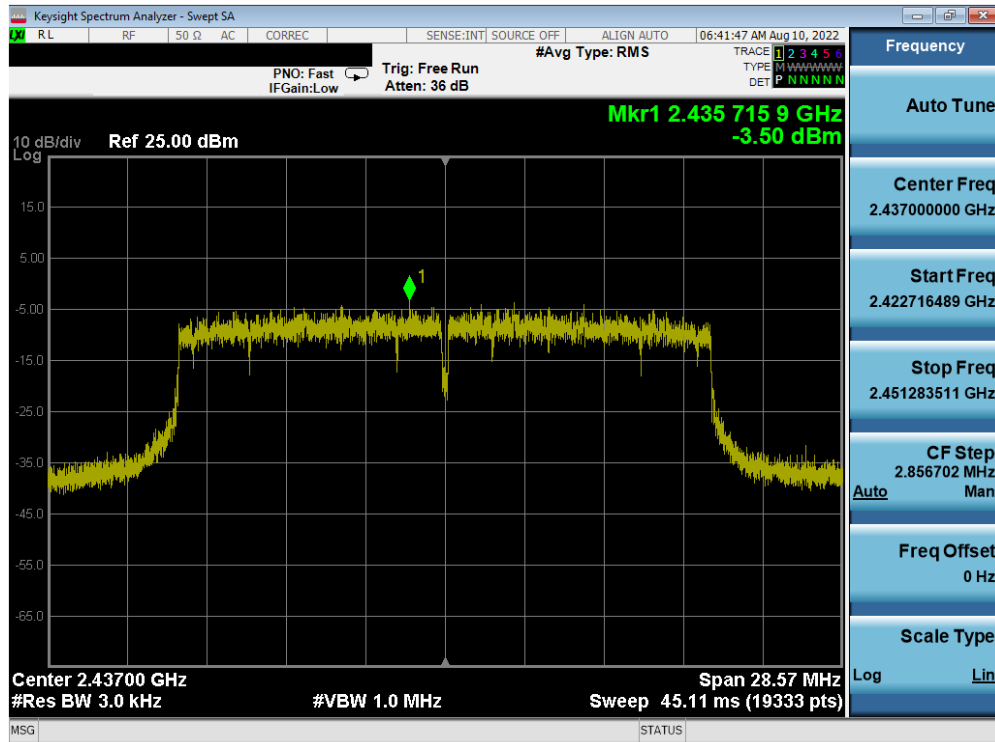 Keysight Spectrum Analyzer - Swept SA
LXI RL RF 50 Ω AC CORREC SENSE:INT SOURCE OFF ALIGN AUTO 06:41:47 AM Aug 10, 2022
#Avg Type: RMS
TRACE 1 2 3 4 5 6
PNO: Fast Trig: Free Run TYPE M WWWWW
IFGain:Low Atten: 36 dB DET P N N N N N
Mkr1 2.435 715 9 GHz
-3.50 dBm
10 dB/div Ref 25.00 dBm
Log
15.0
5.00
1
-5.00
-15.0
-25.0
-35.0
-45.0
-55.0
-65.0
Center 2.43700 GHz Span 28.57 MHz
#Res BW 3.0 kHz #VBW 1.0 MHz Sweep 45.11 ms (19333 pts)
MSG STATUS
Frequency
Auto Tune
Center Freq
2.437000000 GHz
Start Freq
2.422716489 GHz
Stop Freq
2.451283511 GHz
CF Step
2.856702 MHz
Auto Man
Freq Offset
0 Hz
Scale Type
Log Lin